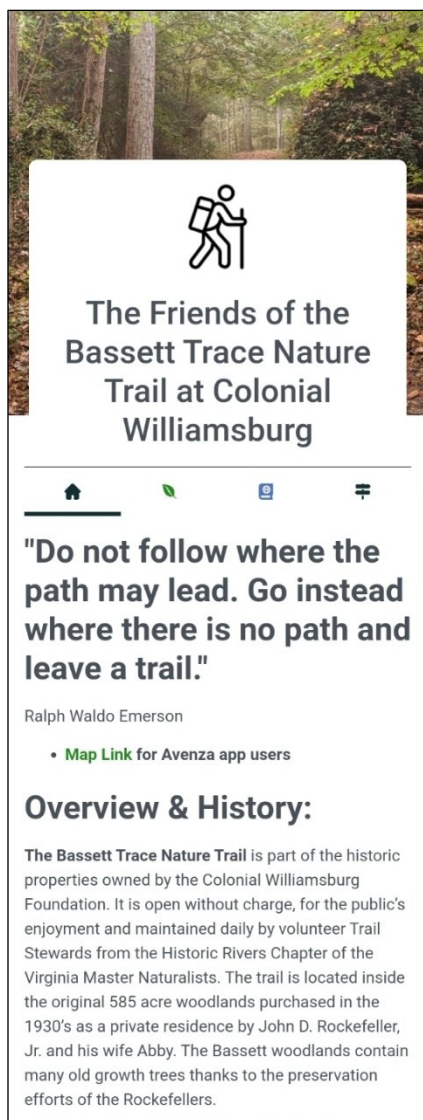 The Friends of the
Bassett Trace Nature
Trail at Colonial
Williamsburg
"Do not follow where the
path may lead. Go instead
where there is no path and
leave a trail."
Ralph Waldo Emerson
• Map Link for Avenza app users
Overview & History:
The Bassett Trace Nature Trail is part of the historic
properties owned by the Colonial Williamsburg
Foundation. It is open without charge, for the public's
enjoyment and maintained daily by volunteer Trail
Stewards from the Historic Rivers Chapter of the
Virginia Master Naturalists. The trail is located inside
the original 585 acre woodlands purchased in the
1930's as a private residence by John D. Rockefeller,
Jr. and his wife Abby. The Bassett woodlands contain
many old growth trees thanks to the preservation
efforts of the Rockefellers.